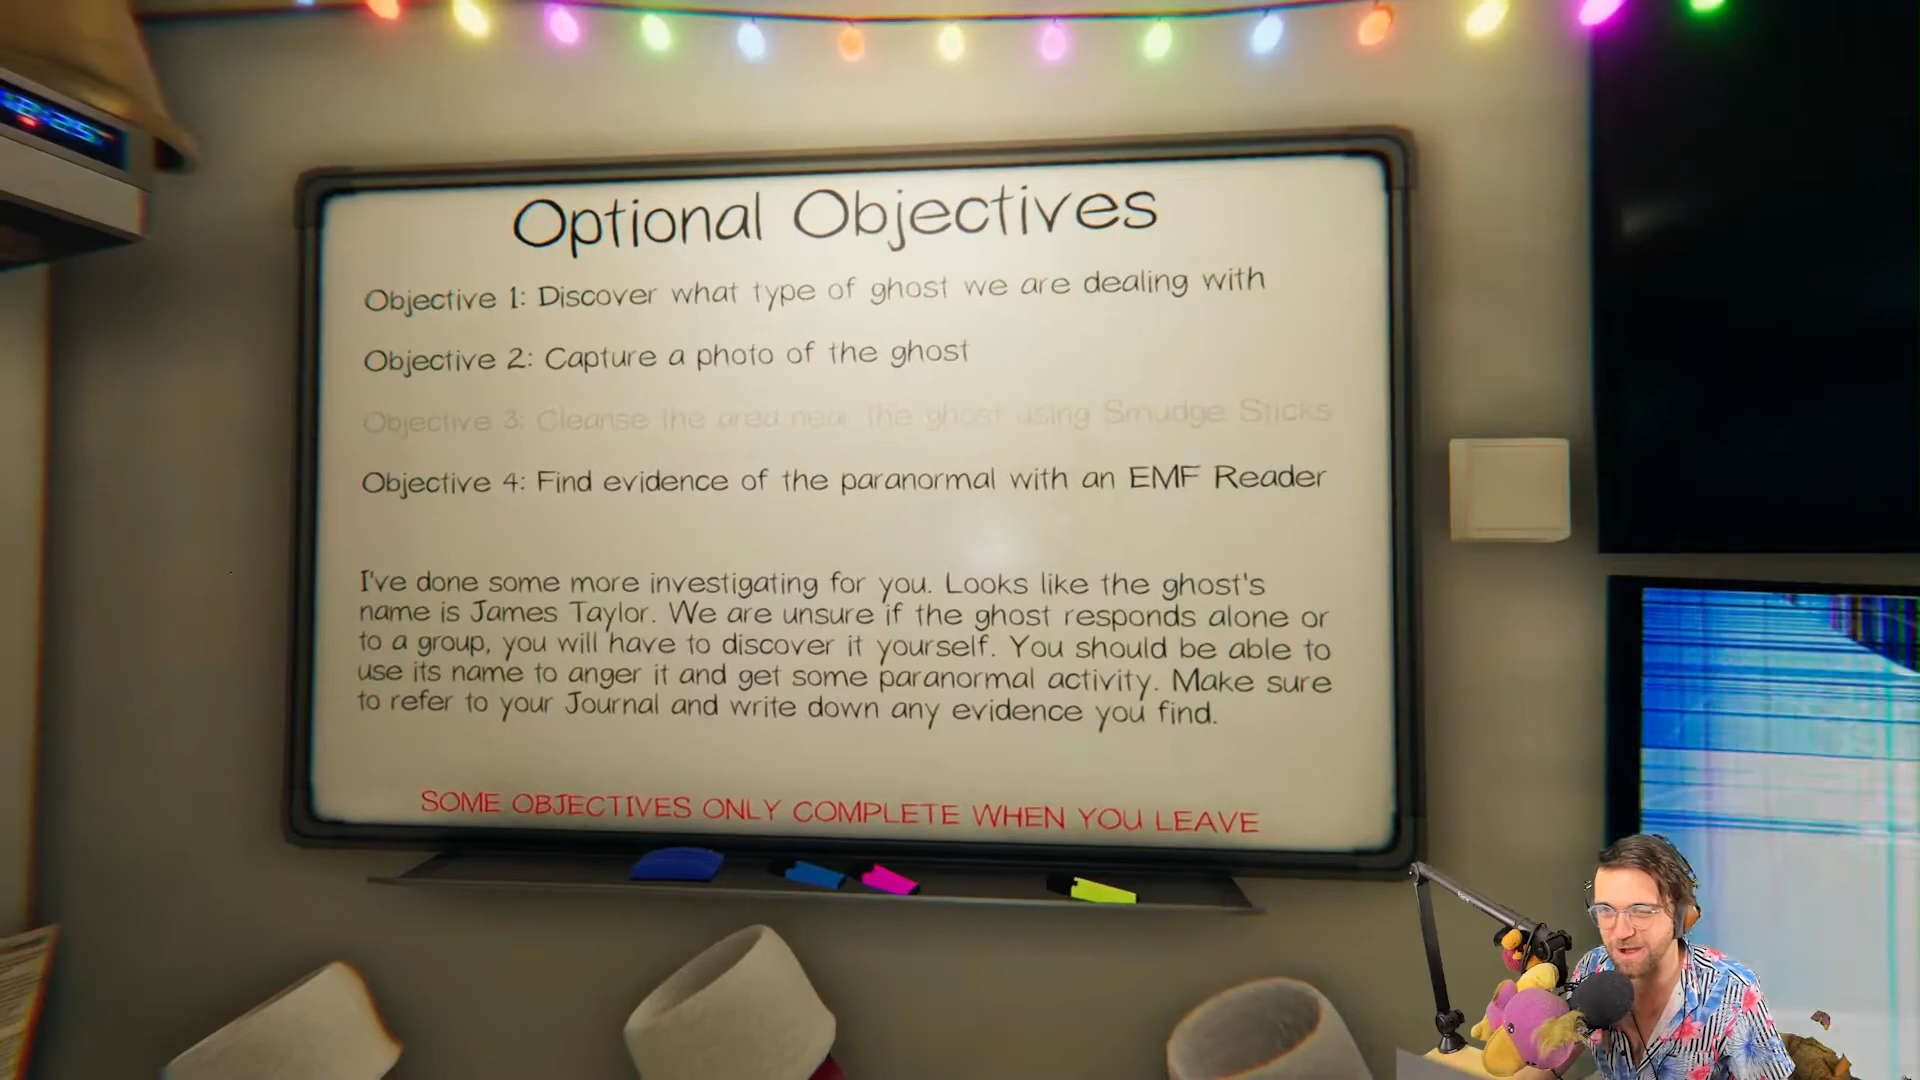 Optional Objectives
Objective 1: Discover what type of ghost we are dealing with
Objective 2: Capture a photo of the ghost
Objective 3: Cleanse the area near the ghost using Smudge Sticks
Objective 4: Find evidence of the paranormal with an EMF Reader
I've done some more investigating for you. Looks like the ghost's
name is James Taylor. We are unsure if the ghost responds alone or
to a group, you will have to discover it yourself. You should be able to
use its name to anger it and get some paranormal activity. Make sure
to refer to your Journal and write down any evidence you find.
SOME OBJECTIVES ONLY COMPLETE WHEN YOU LEAVE